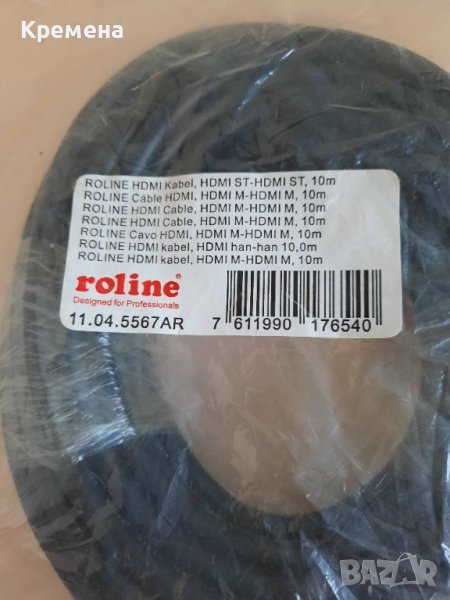 Кремена
ROLINE HDMI Kabel, HDMI ST-HDMI ST, 10m
ROLINE Cable HDMI, HDMI M-HDMI M, 10m
ROLINE HDMI Cable, HDMI M-HDMI M, 10m
ROLINE HDMI Cable, HDMI M-HDMI M, 10m
ROLINE Cavo HDMI, HDMI M-HDMI M, 10m
ROLINE HDMI kabel, HDMI han-han 10,0m
ROLINE HDMI kabel, HDMI M-HDMI M, 10m
roline®
Designed for Professionals
11.04.5567AR
7 611990 176540
BAZAR